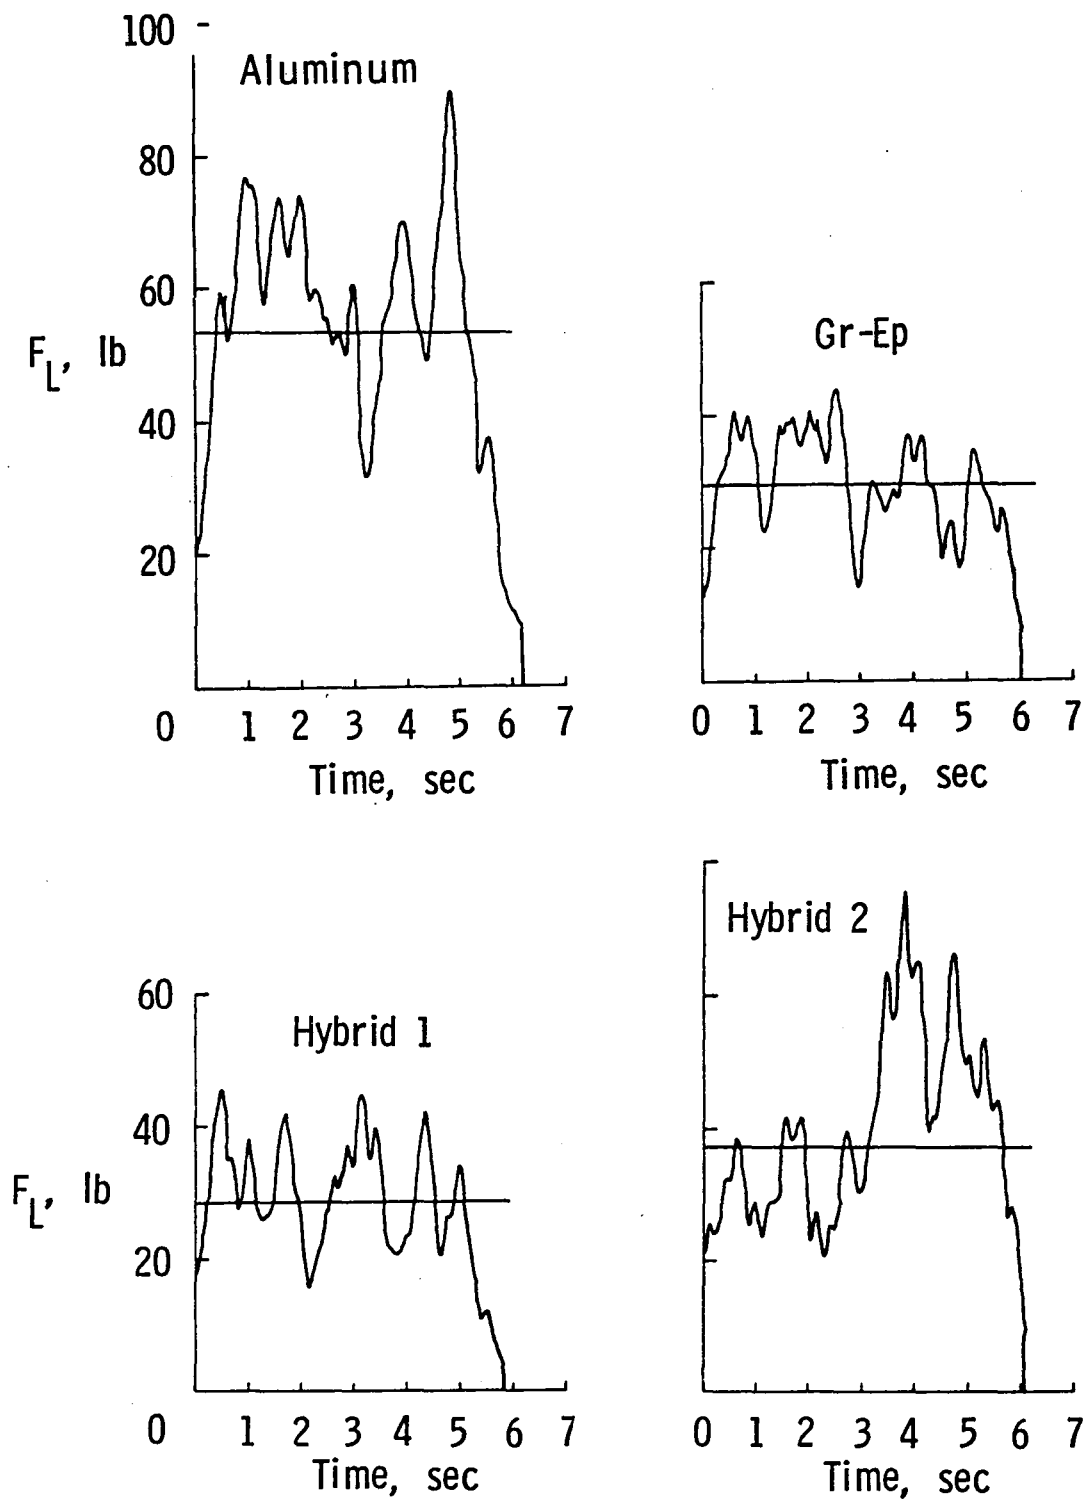 100
Aluminum
80
60
F_L, lb
40
20
0 1 2 3 4 5 6 7
Time, sec
Gr-Ep
0 1 2 3 4 5 6 7
Time, sec
60
Hybrid 1
40
F_L, lb
20
0 1 2 3 4 5 6 7
Time, sec
Hybrid 2
0 1 2 3 4 5 6 7
Time, sec